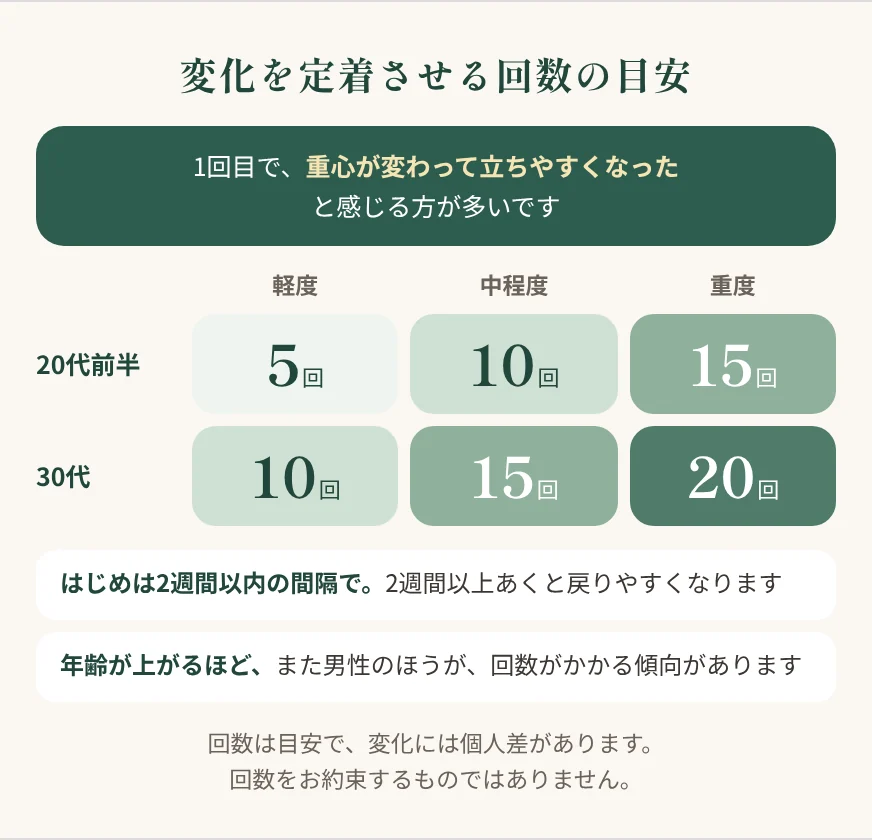 変化を定着させる回数の目安
1回目で、重心が変わって立ちやすくなった
と感じる方が多いです
軽度 中程度 重度
20代前半 5回 10回 15回
30代 10回 15回 20回
はじめは2週間以内の間隔で。2週間以上あくと戻りやすくなります
年齢が上がるほど、また男性のほうが、回数がかかる傾向があります
回数は目安で、変化には個人差があります。
回数をお約束するものではありません。